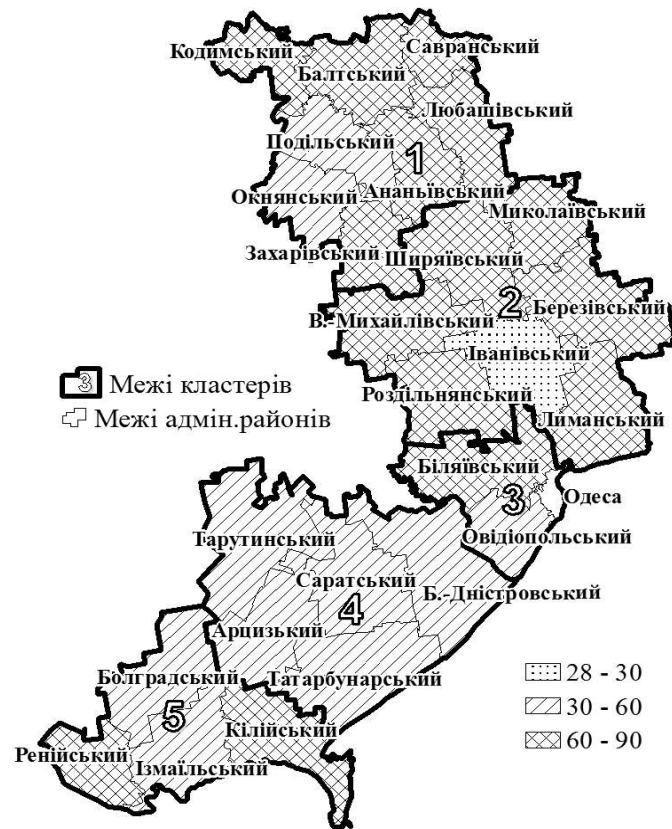 Кодимський
Савранський
Балтський
Любашівський
Подільський
1
Окнянський
Ананьївський
Миколаївський
Захарівський
Ширяївський
2
Березівський
В.-Михайлівський
Іванівський
3 Межі кластерів
Роздільнянський
Лиманський
Межі адмін.районів
Біляївський
3
Одеса
Овідіопольський
Тарутинський
Саратський
4
Б.-Дністровський
Арцизький
Болградський
Татарбунарський
28 - 30
5
30 - 60
Кілійський
60 - 90
Ренійський
Ізмаїльський